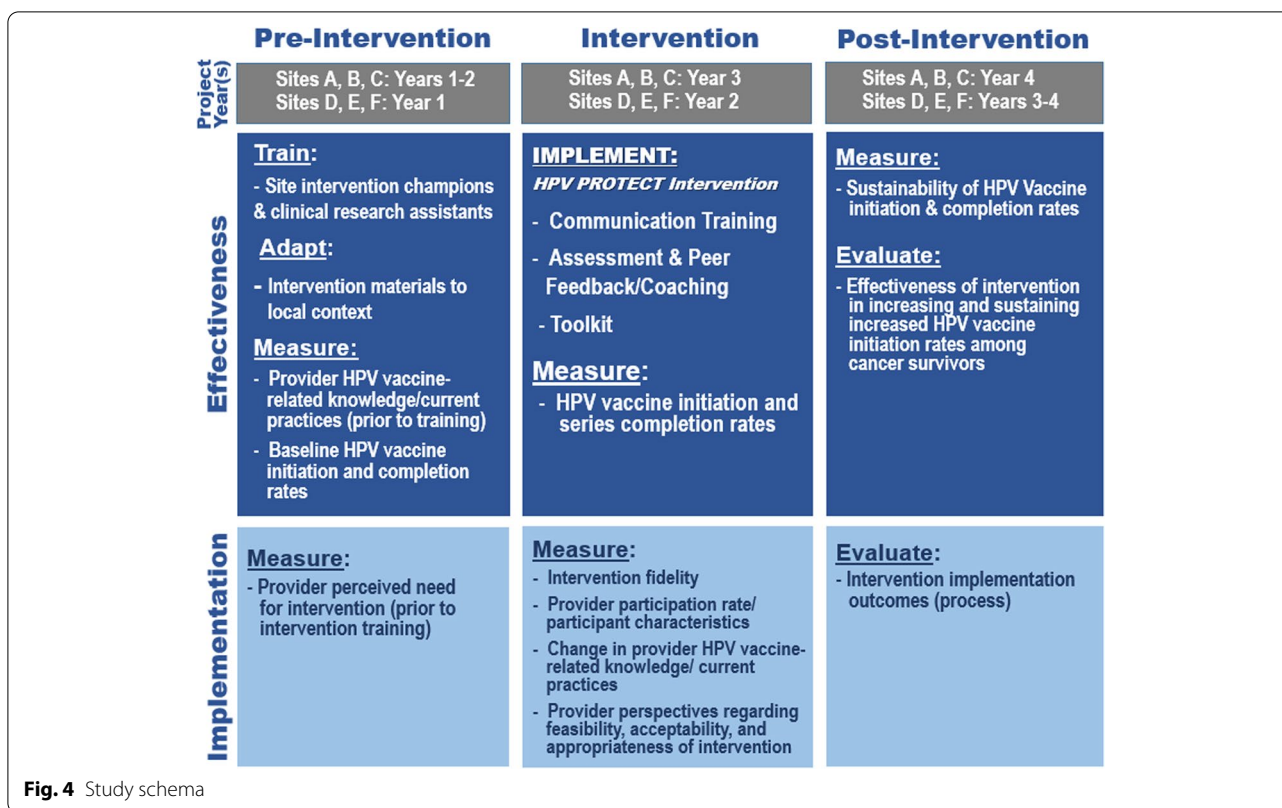 Pre-Intervention
Intervention
Post-Intervention
Project
Year(s)
Sites A, B, C: Years 1-2
Sites D, E, F: Year 1
Sites A, B, C: Year 3
Sites D, E, F: Year 2
Sites A, B, C: Year 4
Sites D, E, F: Years 3-4
Effectiveness
Train:
- Site intervention champions
& clinical research assistants
Adapt:
- Intervention materials to
local context
Measure:
- Provider HPV vaccine-
related knowledge/current
practices (prior to training)
- Baseline HPV vaccine
initiation and completion
rates
IMPLEMENT:
HPV PROTECT Intervention
- Communication Training
- Assessment & Peer
Feedback/Coaching
- Toolkit
Measure:
- HPV vaccine initiation and
series completion rates
Measure:
- Sustainability of HPV Vaccine
initiation & completion rates
Evaluate:
- Effectiveness of intervention
in increasing and sustaining
increased HPV vaccine
initiation rates among
cancer survivors
Implementation
Measure:
- Provider perceived need
for intervention (prior to
intervention training)
Measure:
- Intervention fidelity
- Provider participation rate/
participant characteristics
- Change in provider HPV vaccine-
related knowledge/ current
practices
- Provider perspectives regarding
feasibility, acceptability, and
appropriateness of intervention
Evaluate:
- Intervention implementation
outcomes (process)
Fig. 4 Study schema